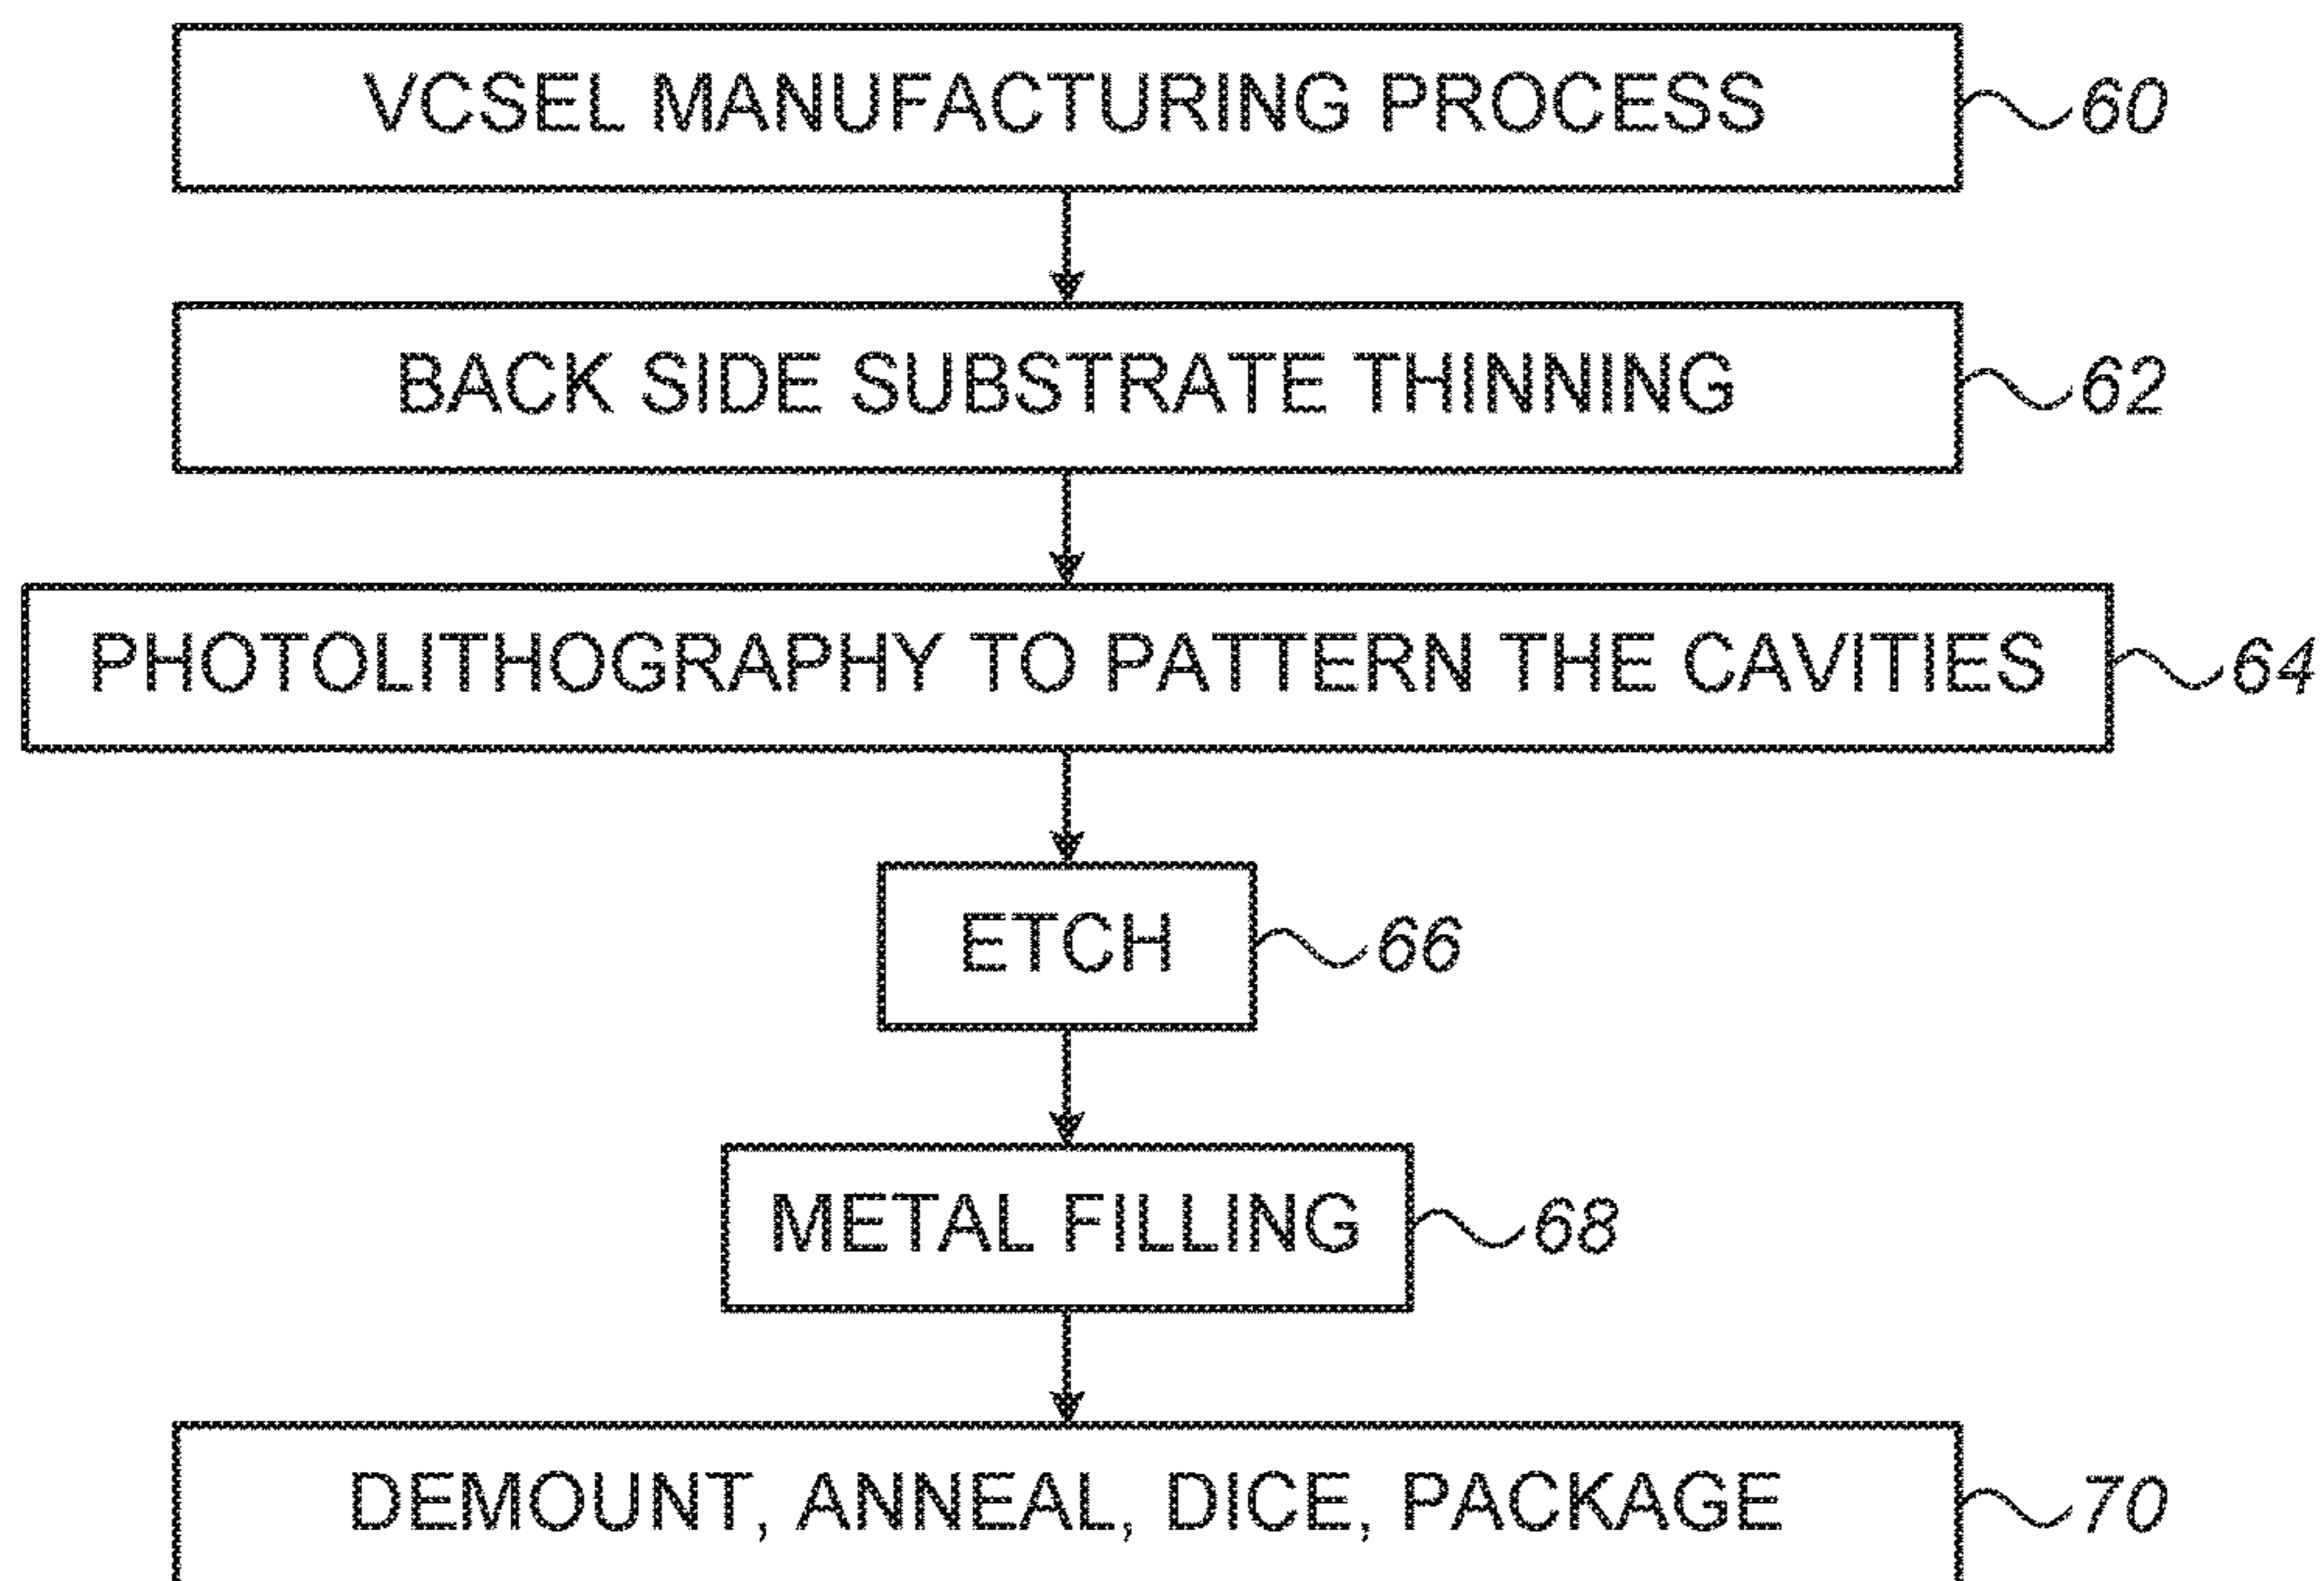 VCSEL MANUFACTURING PROCESS 60
BACK SIDE SUBSTRATE THINNING 62
PHOTOLITHOGRAPHY TO PATTERN THE CAVITIES 64
ETCH 66
METAL FILLING 68
DEMOUNT, ANNEAL, DICE, PACKAGE 70